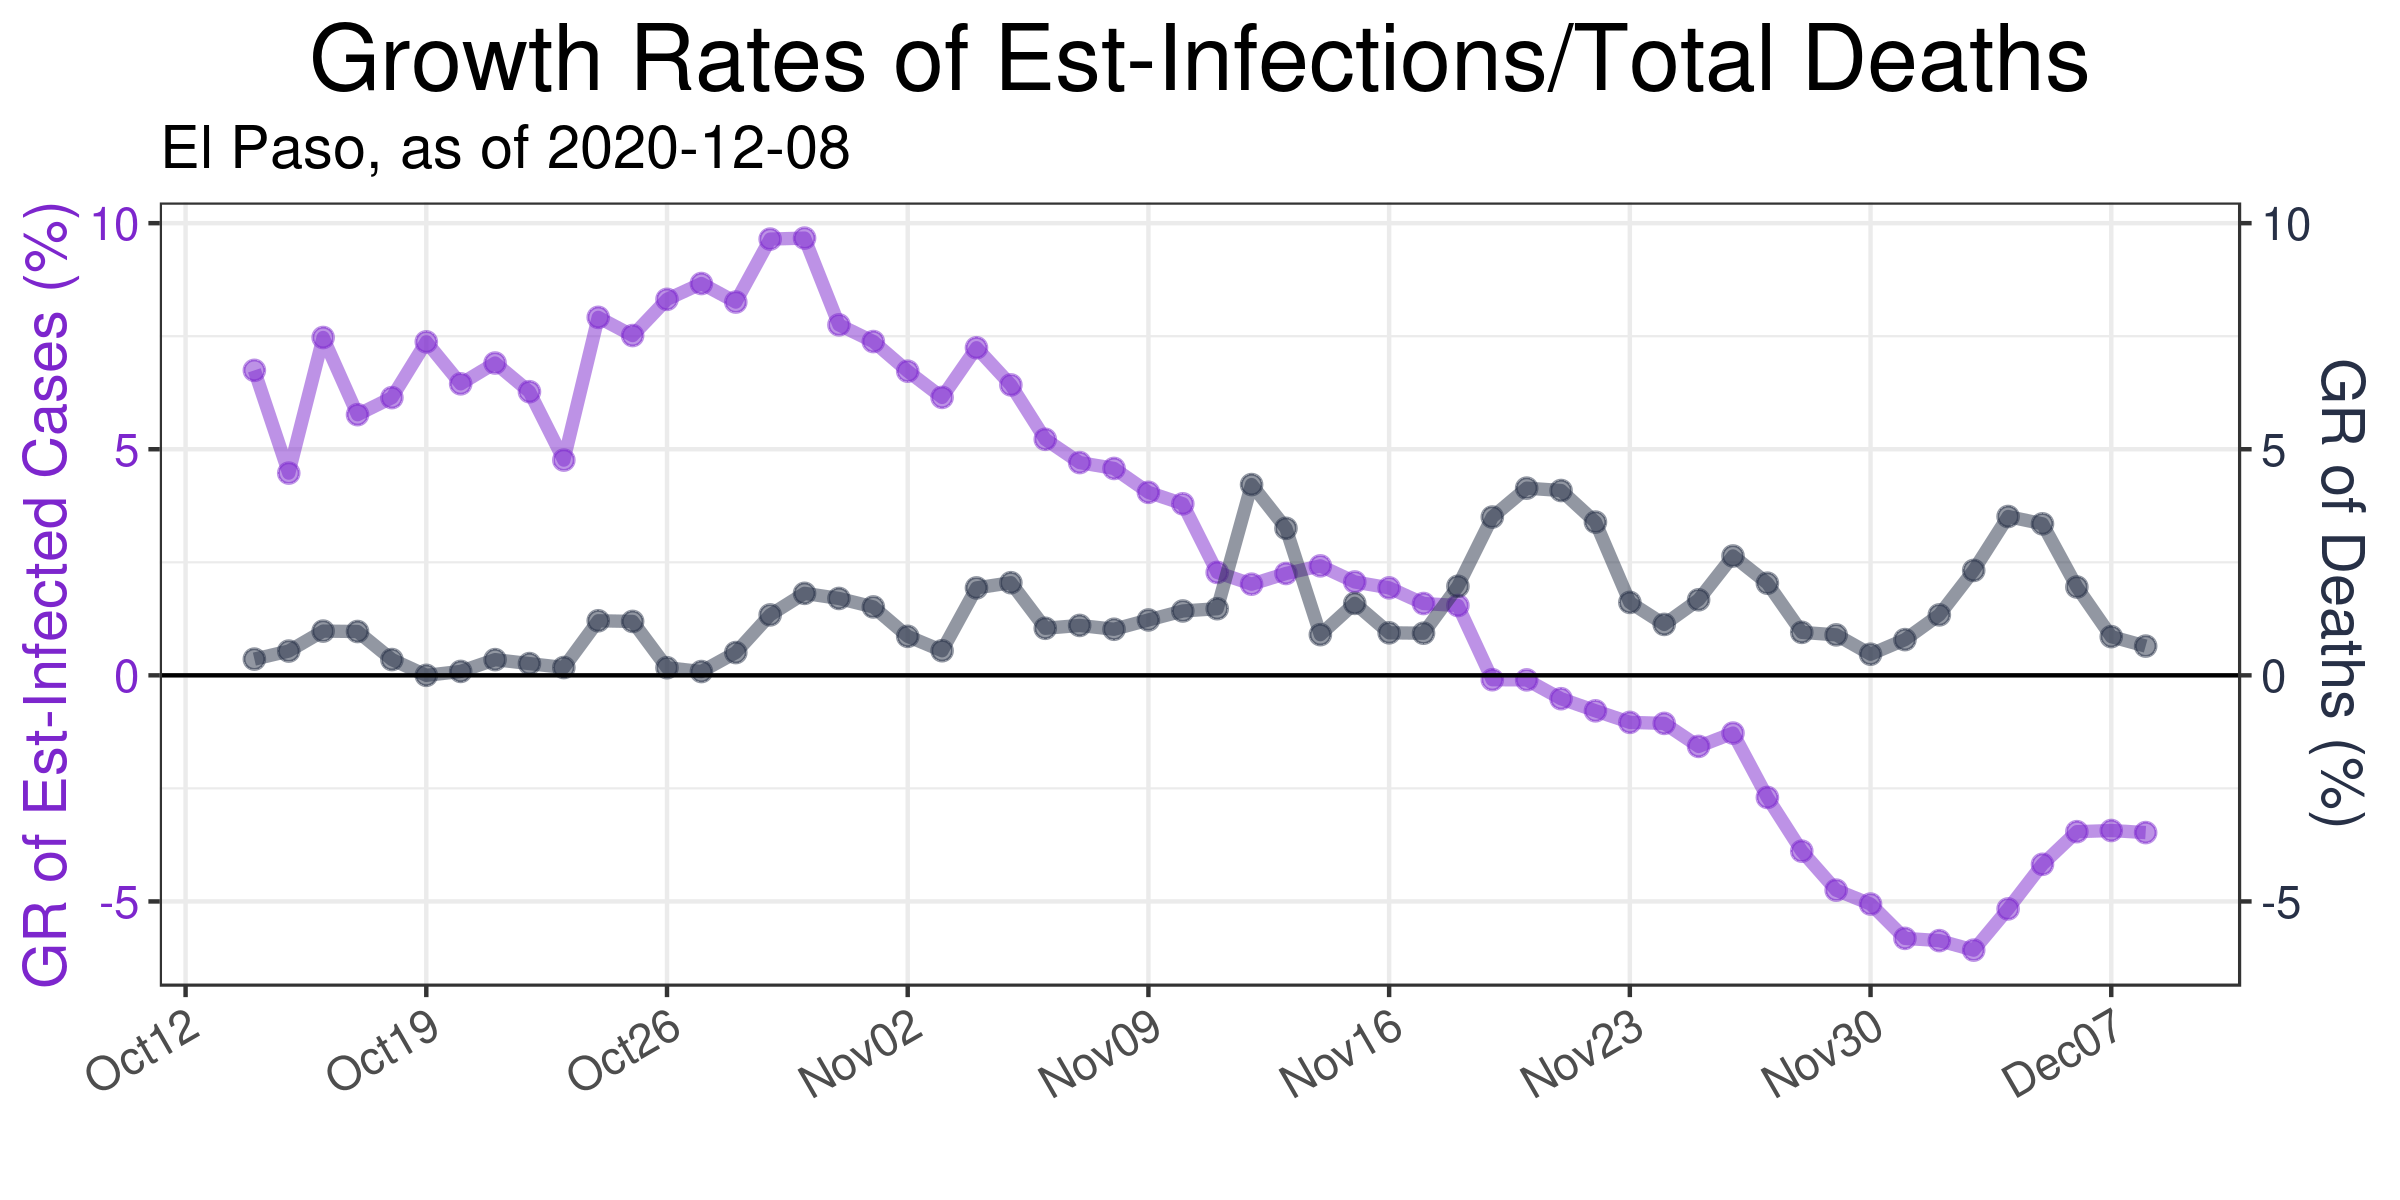 Growth Rates of Est-Infections/Total Deaths
El Paso, as of 2020-12-08
GR of Est-Infected Cases (%)
10
5
0
-5
10
5
0
-5
GR of Deaths (%)
Oct12
Oct19
Oct26
Nov02
Nov09
Nov16
Nov23
Nov30
Dec07